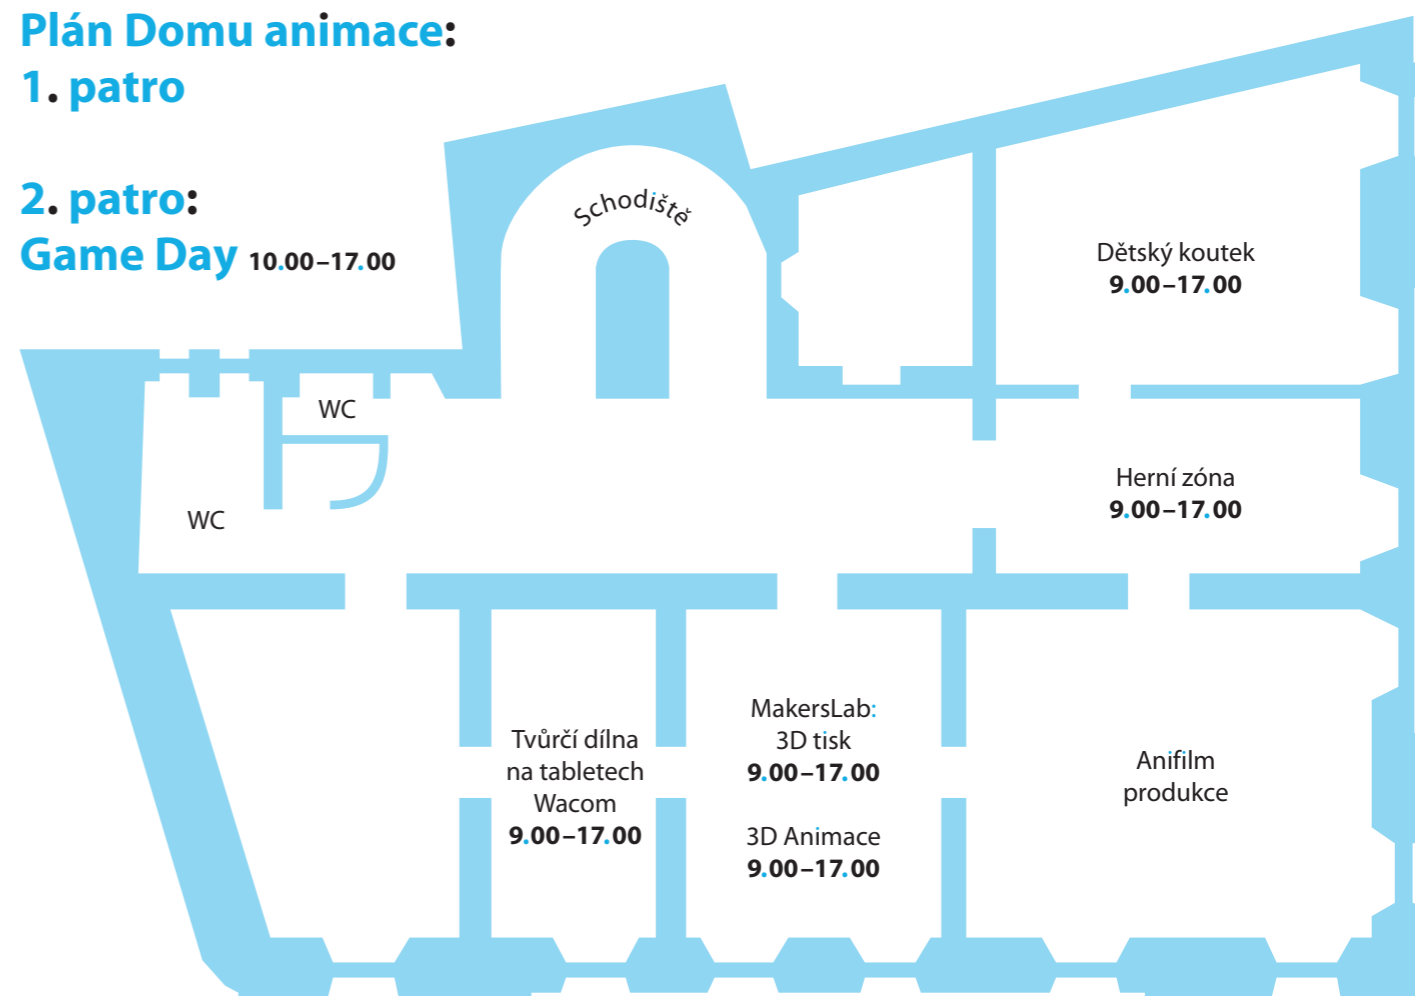 Plán Domu animace:
1. patro
2. patro:
Game Day 10.00–17.00
Schodiště
Dětský koutek
9.00–17.00
WC
Herní zóna
9.00–17.00
WC
Tvůrčí dílna
na tabletech
Wacom
9.00–17.00
MakersLab:
3D tisk
9.00–17.00
3D Animace
9.00–17.00
Anifilm
produkce